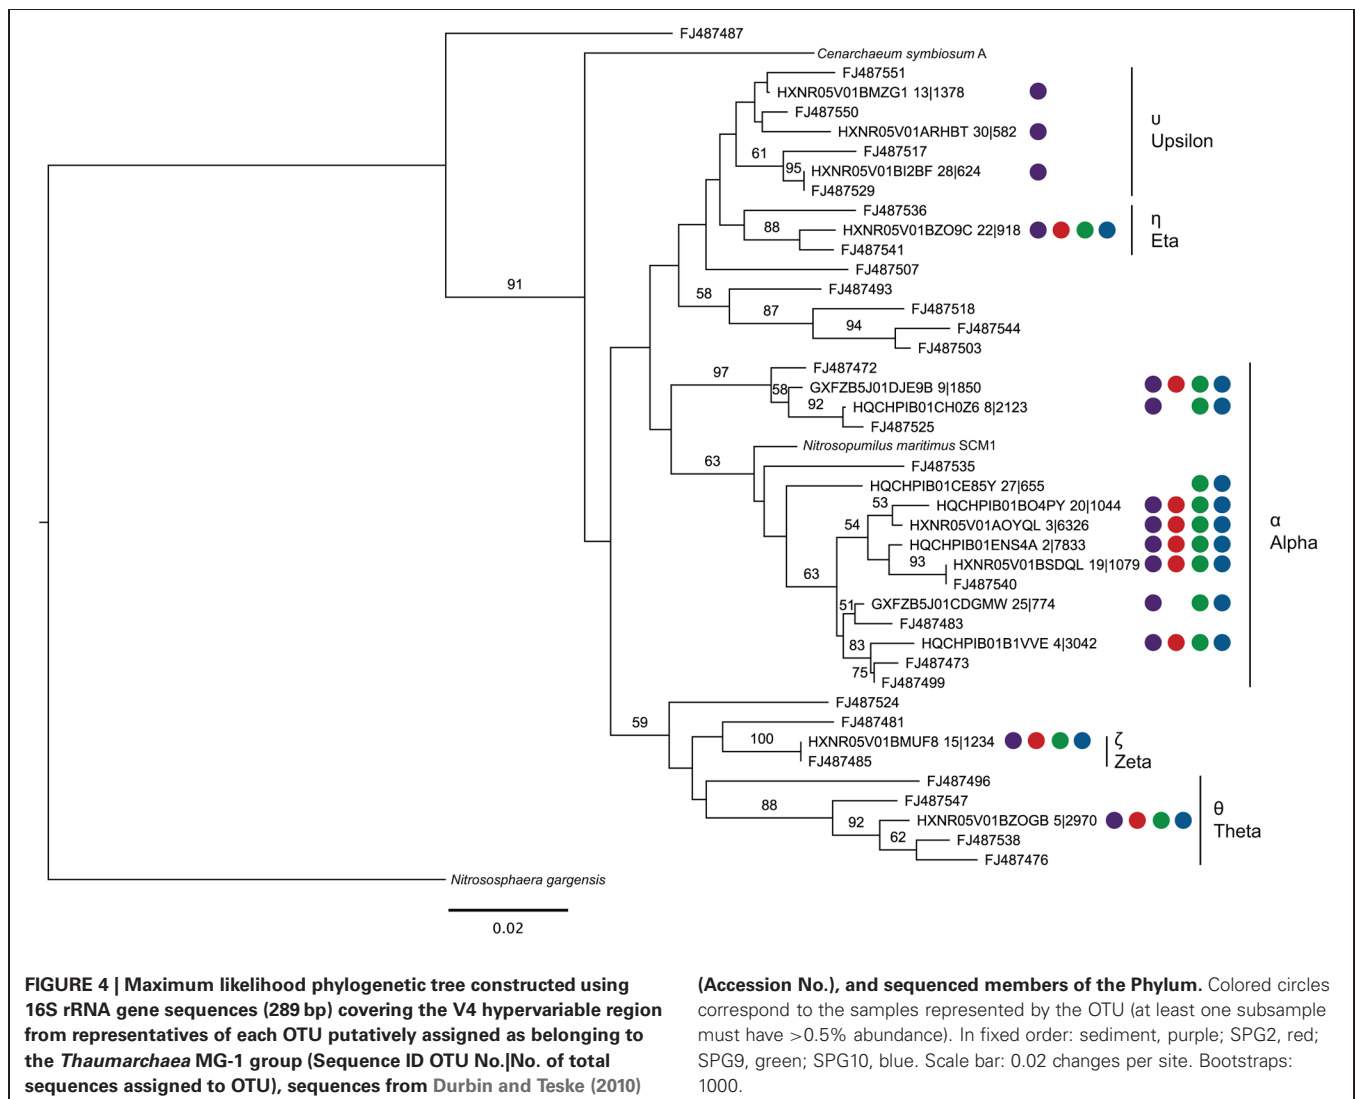 FJ487487
Cenarchaeum symbiosum A
FJ487551
HXNR05V01BMZG1 13|1378
FJ487550
HXNR05V01ARHBT 30|582
υ
Upsilon
61
FJ487517
95
HXNR05V01BI2BF 28|624
FJ487529
FJ487536
88
HXNR05V01BZO9C 22|918
FJ487541
η
Eta
FJ487507
91
58
FJ487493
87
FJ487518
94
FJ487544
FJ487503
97
FJ487472
58
GXFZB5J01DJE9B 9|1850
92
HQCHPIB01CH0Z6 8|2123
FJ487525
63
Nitrosopumilus maritimus SCM1
FJ487535
HQCHPIB01CE85Y 27|655
53
HQCHPIB01BO4PY 20|1044
54
HXNR05V01AOYQL 3|6326
HQCHPIB01ENS4A 2|7833
93
HXNR05V01BSDQL 19|1079
63
FJ487540
α
Alpha
51
GXFZB5J01CDGMW 25|774
FJ487483
83
HQCHPIB01B1VVE 4|3042
75
FJ487473
FJ487499
59
FJ487524
FJ487481
100
HXNR05V01BMUF8 15|1234
FJ487485
ζ
Zeta
FJ487496
88
FJ487547
92
HXNR05V01BZOGB 5|2970
62
FJ487538
FJ487476
θ
Theta
Nitrososphaera gargensis
0.02
FIGURE 4 | Maximum likelihood phylogenetic tree constructed using
16S rRNA gene sequences (289 bp) covering the V4 hypervariable region
from representatives of each OTU putatively assigned as belonging to
the Thaumarchaea MG-1 group (Sequence ID OTU No.|No. of total
sequences assigned to OTU), sequences from Durbin and Teske (2010)
(Accession No.), and sequenced members of the Phylum. Colored circles
correspond to the samples represented by the OTU (at least one subsample
must have >0.5% abundance). In fixed order: sediment, purple; SPG2, red;
SPG9, green; SPG10, blue. Scale bar: 0.02 changes per site. Bootstraps:
1000.